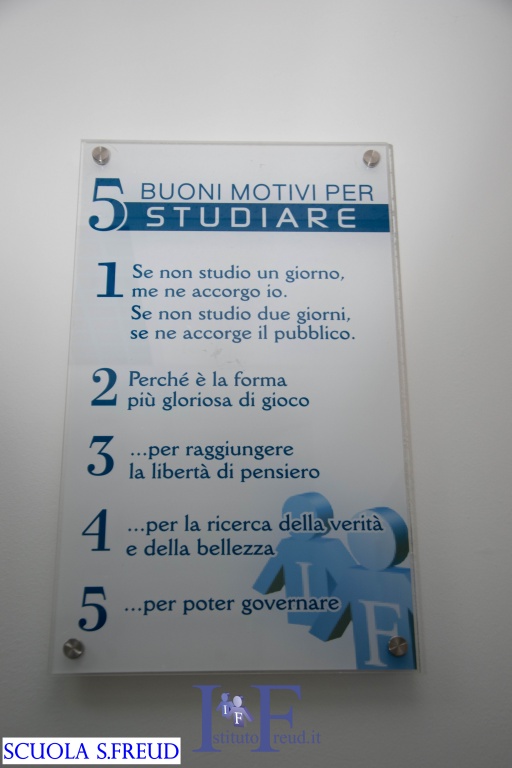 5 BUONI MOTIVI PER
STUDIARE
1 Se non studio un giorno,
me ne accorgo io.
Se non studio due giorni,
se ne accorge il pubblico.
2 Perché è la forma
più gloriosa di gioco
3 ...per raggiungere
la libertà di pensiero
4 ...per la ricerca della verità
e della bellezza
5 ...per poter governare
I F
I F
IF
Istituto Freud.it
SCUOLA S.FREUD